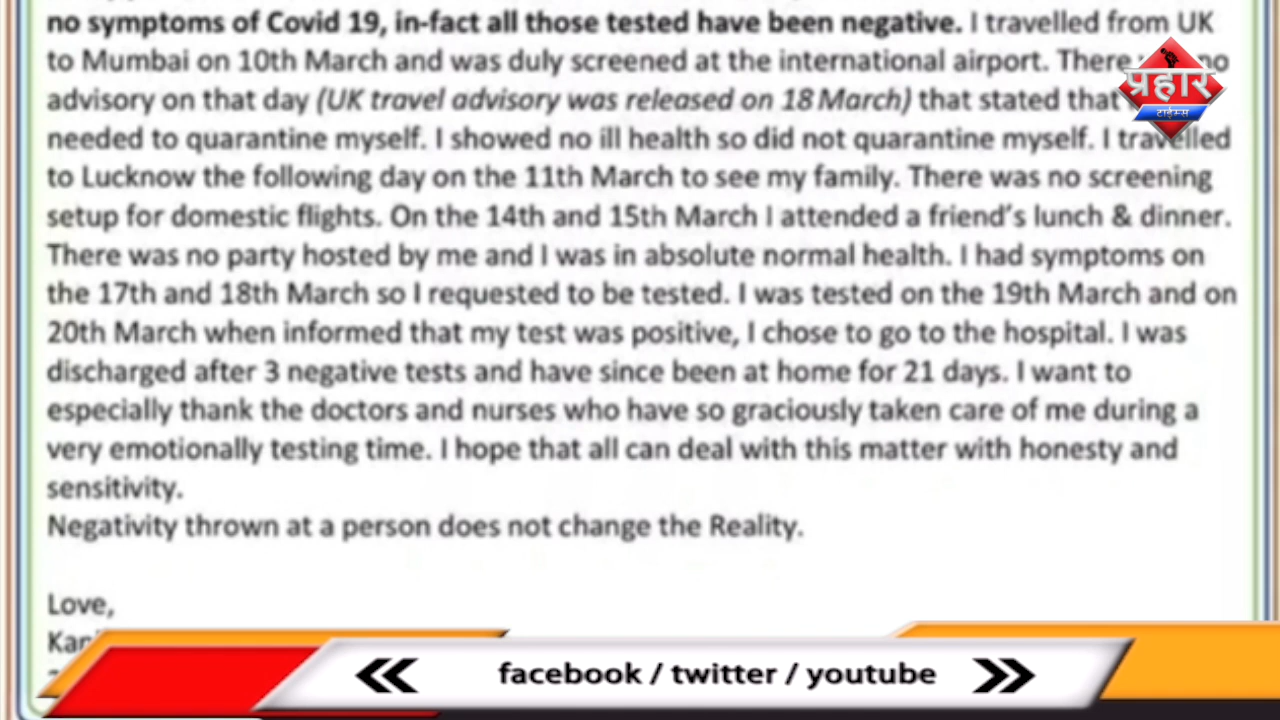 no symptoms of Covid 19, in-fact all those tested have been negative. I travelled from UK
to Mumbai on 10th March and was duly screened at the international airport. There no
advisory on that day (UK travel advisory was released on 18 March) that stated that
needed to quarantine myself. I showed no ill health so did not quarantine myself. I travelled
to Lucknow the following day on the 11th March to see my family. There was no screening
setup for domestic flights. On the 14th and 15th March I attended a friend's lunch & dinner.
There was no party hosted by me and I was in absolute normal health. I had symptoms on
the 17th and 18th March so I requested to be tested. I was tested on the 19th March and on
20th March when informed that my test was positive, I chose to go to the hospital. I was
discharged after 3 negative tests and have since been at home for 21 days. I want to
especially thank the doctors and nurses who have so graciously taken care of me during a
very emotionally testing time. I hope that all can deal with this matter with honesty and
sensitivity.
Negativity thrown at a person does not change the Reality.
Love,
प्रहार
टाईम्स
facebook / twitter / youtube